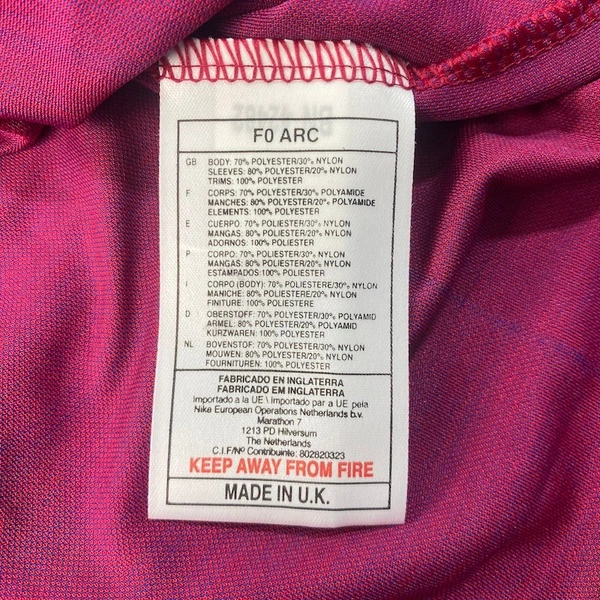 F0 ARC
GB BODY: 70% POLYESTER/30% NYLON
SLEEVES: 80% POLYESTER/20% NYLON
TRIMS: 100% POLYESTER
F CORPS: 70% POLYESTER/30% POLYAMIDE
MANCHES: 80% POLYESTER/20% POLYAMIDE
ELEMENTS: 100% POLYESTER
E CUERPO: 70% POLIESTER/30% NYLON
MANGAS: 80% POLIESTER/20% NYLON
ADORNOS: 100% POLIESTER
P CORPO: 70% POLIESTER/30% NYLON
MANGAS: 80% POLIESTER/20% NYLON
ESTAMPADOS: 100% POLIESTER
I CORPO (BODY): 70% POLIESTERE/30% NYLON
MANICHE: 80% POLIESTERE/20% NYLON
FINITURE: 100% POLIESTERE
D OBERSTOFF: 70% POLYESTER/30% POLYAMID
ARMEL: 80% POLYESTER/20% POLYAMID
KURZWAREN: 100% POLYESTER
NL BOVENSTOF: 70% POLYESTER/30% NYLON
MOUWEN: 80% POLYESTER/20% NYLON
FOURNITUREN: 100% POLYESTER
FABRICADO EN INGLATERRA
FABRICADO EM INGLATERRA
Importado a la UE \ Importado par a UE pela
Nike European Operations Netherlands b.v.
Marathon 7
1213 PD Hilversum
The Netherlands
C.I.F/Nº Contribuinte: 802820323
KEEP AWAY FROM FIRE
MADE IN U.K.